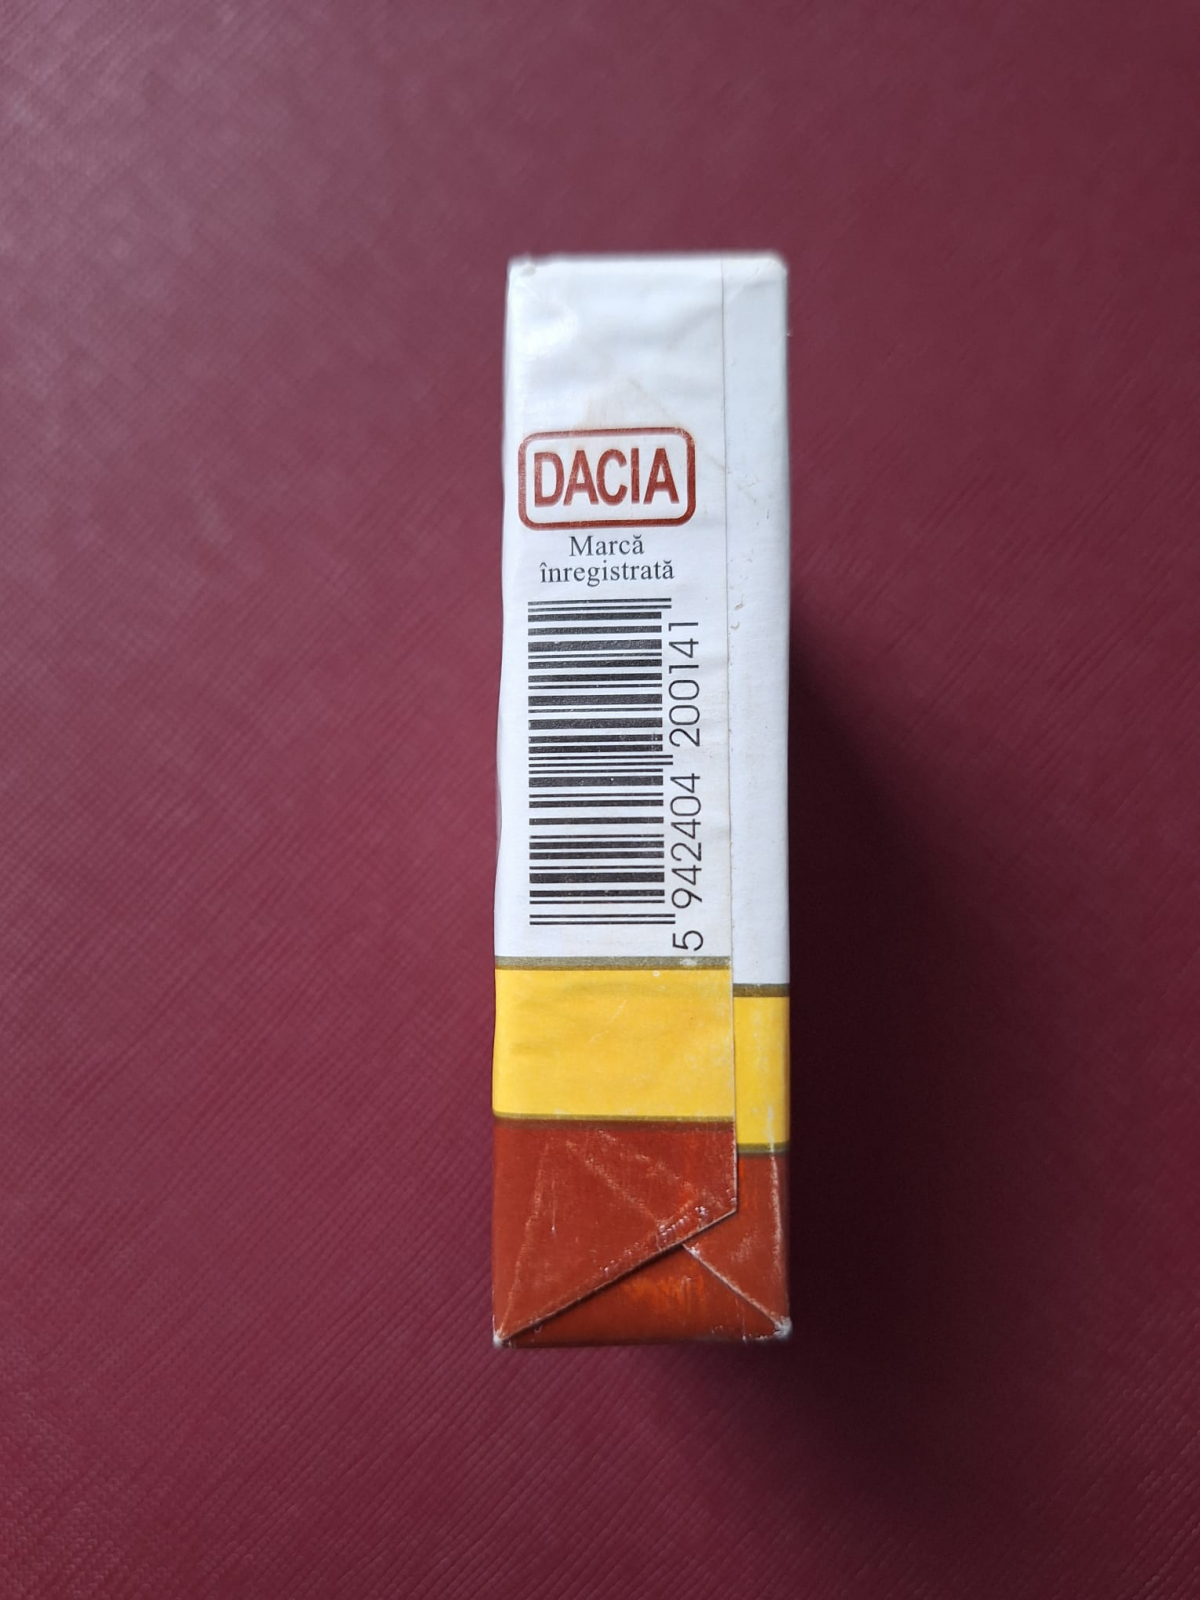 DACIA
Marcă
înregistrată
5 942404 200141